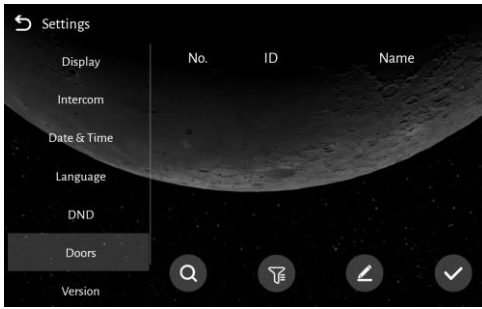 Settings
Display
Intercom
Date & Time
Language
DND
Doors
Version
No. ID Name